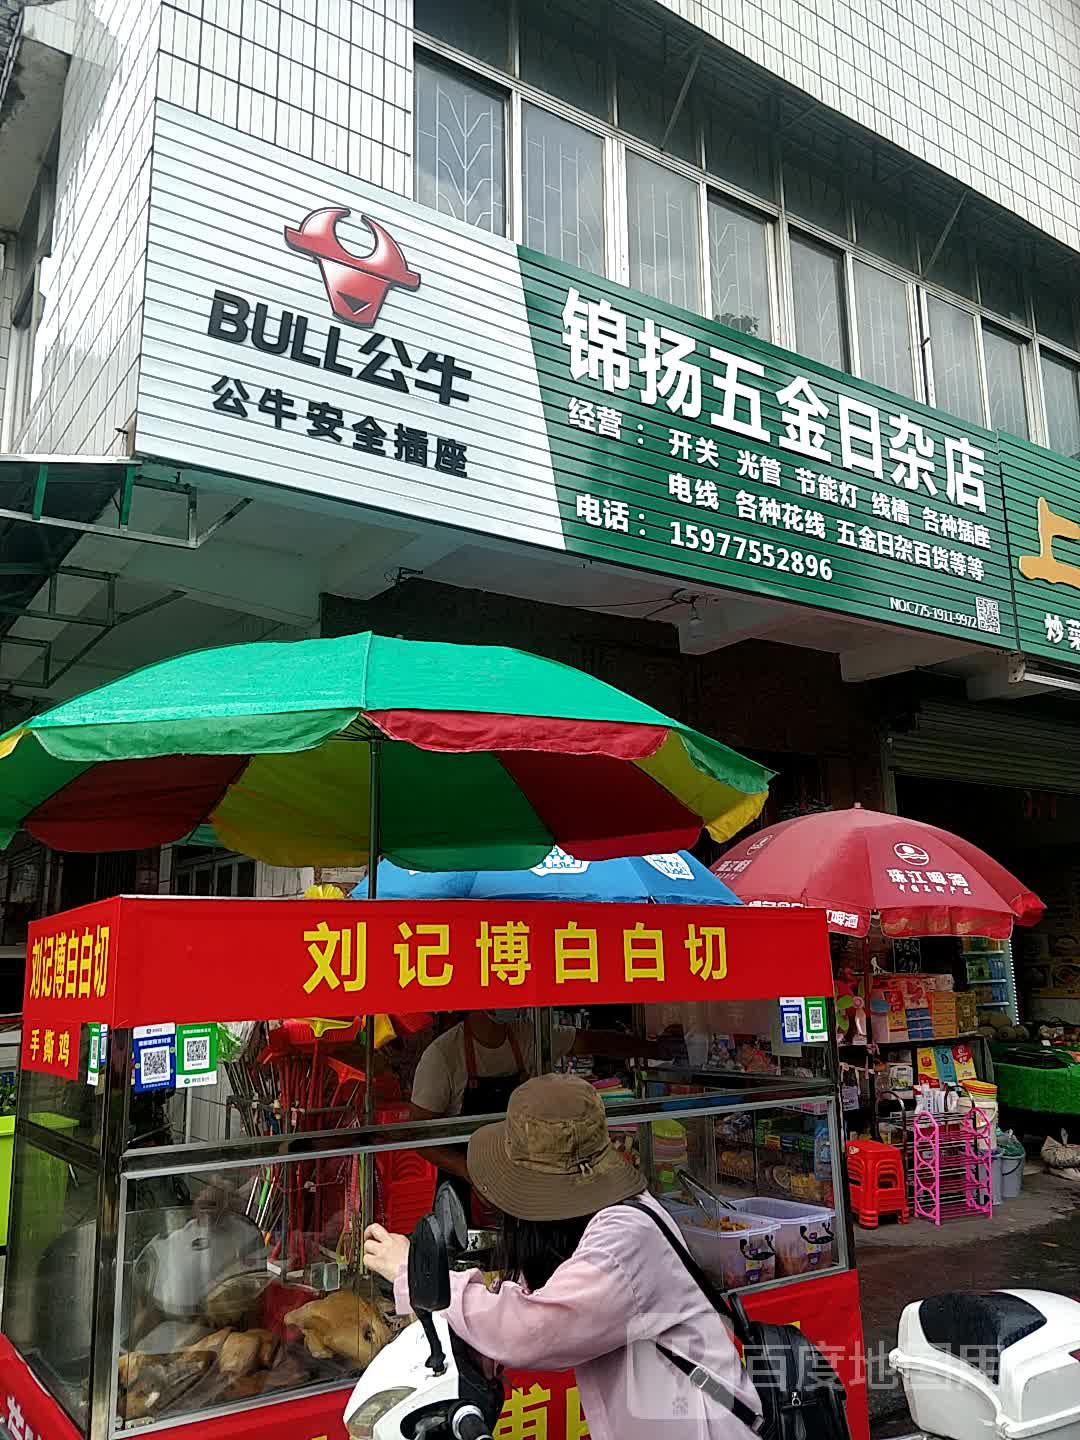 BULL公牛
公牛安全插座
锦扬五金日杂店
经营：开关 光管 节能灯 线槽 各种插座
电线 各种花线 五金日杂百货等等
电话：15977552896
NO:C775-1911-9972
炒菜
珠江啤酒
刘记博白白切
刘记博白白切
手撕鸡
百度地图